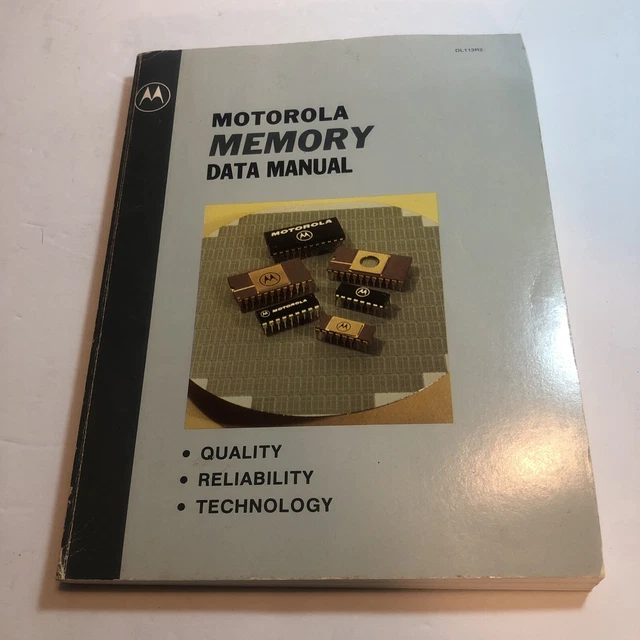 DL113R2
MOTOROLA
MEMORY
DATA MANUAL
MOTOROLA
MOTOROLA
• QUALITY
• RELIABILITY
• TECHNOLOGY